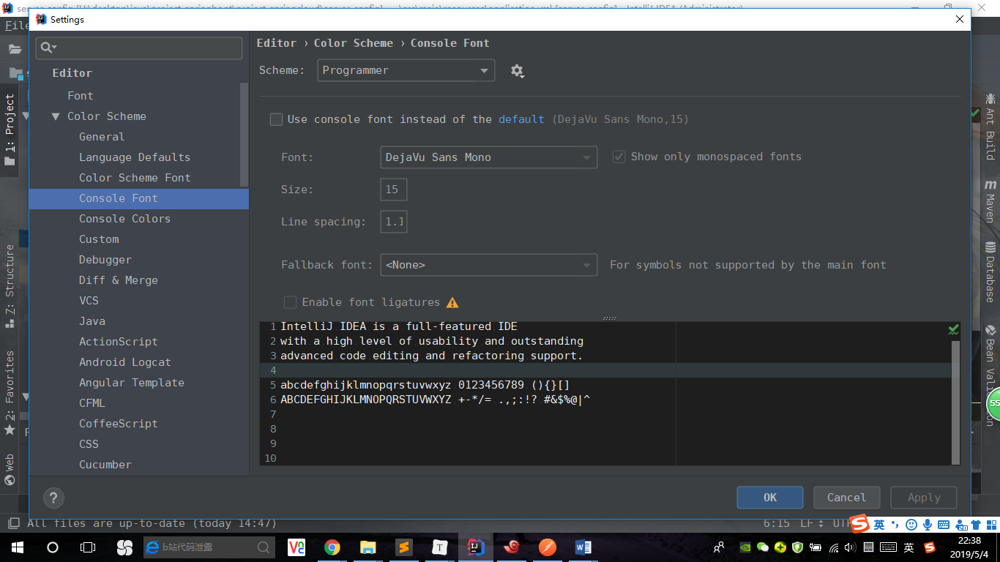 Settings
File
Editor
Font
Color Scheme
General
Language Defaults
Color Scheme Font
Console Font
Console Colors
Custom
Debugger
Diff & Merge
VCS
Java
ActionScript
Android Logcat
Angular Template
CFML
CoffeeScript
CSS
Cucumber
Editor › Color Scheme › Console Font
Scheme: Programmer
Use console font instead of the default (DejaVu Sans Mono,15)
Font: DejaVu Sans Mono Show only monospaced fonts
Size: 15
Line spacing: 1.1
Fallback font: <None> For symbols not supported by the main font
Enable font ligatures
1 IntelliJ IDEA is a full-featured IDE
2 with a high level of usability and outstanding
3 advanced code editing and refactoring support.
4
5 abcdefghijklmnopqrstuvwxyz 0123456789 (){}[]
6 ABCDEFGHIJKLMNOPQRSTUVWXYZ +-*/= .,;:!? #&$%@|^
7
8
9
10
? OK Cancel Apply
1: Project
Z: Structure
2: Favorites
Web
Ant Build
Maven
Database
Bean Validation
55
All files are up-to-date (today 14:47) 6:15 LF UTF
英
b站代码泄露
英
22:38
2019/5/4